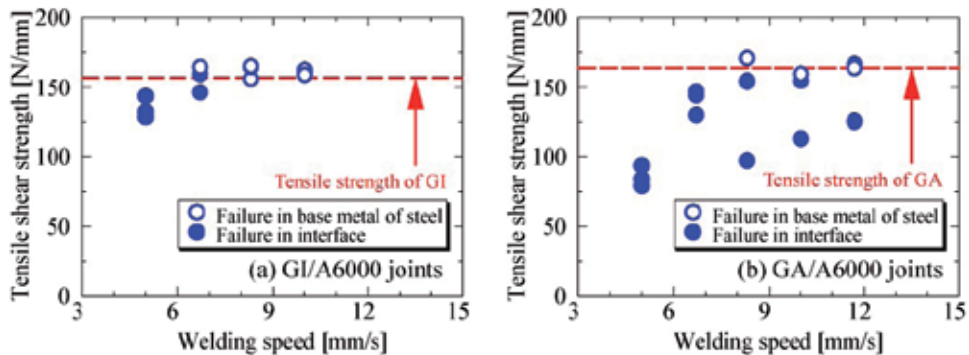 200
150
100
50
0
Tensile shear strength [N/mm]
Tensile strength of GI
Failure in base metal of steel
Failure in interface
(a) GI/A6000 joints
3 6 9 12 15
Welding speed [mm/s]
200
150
100
50
0
Tensile shear strength [N/mm]
Tensile strength of GA
Failure in base metal of steel
Failure in interface
(b) GA/A6000 joints
3 6 9 12 15
Welding speed [mm/s]